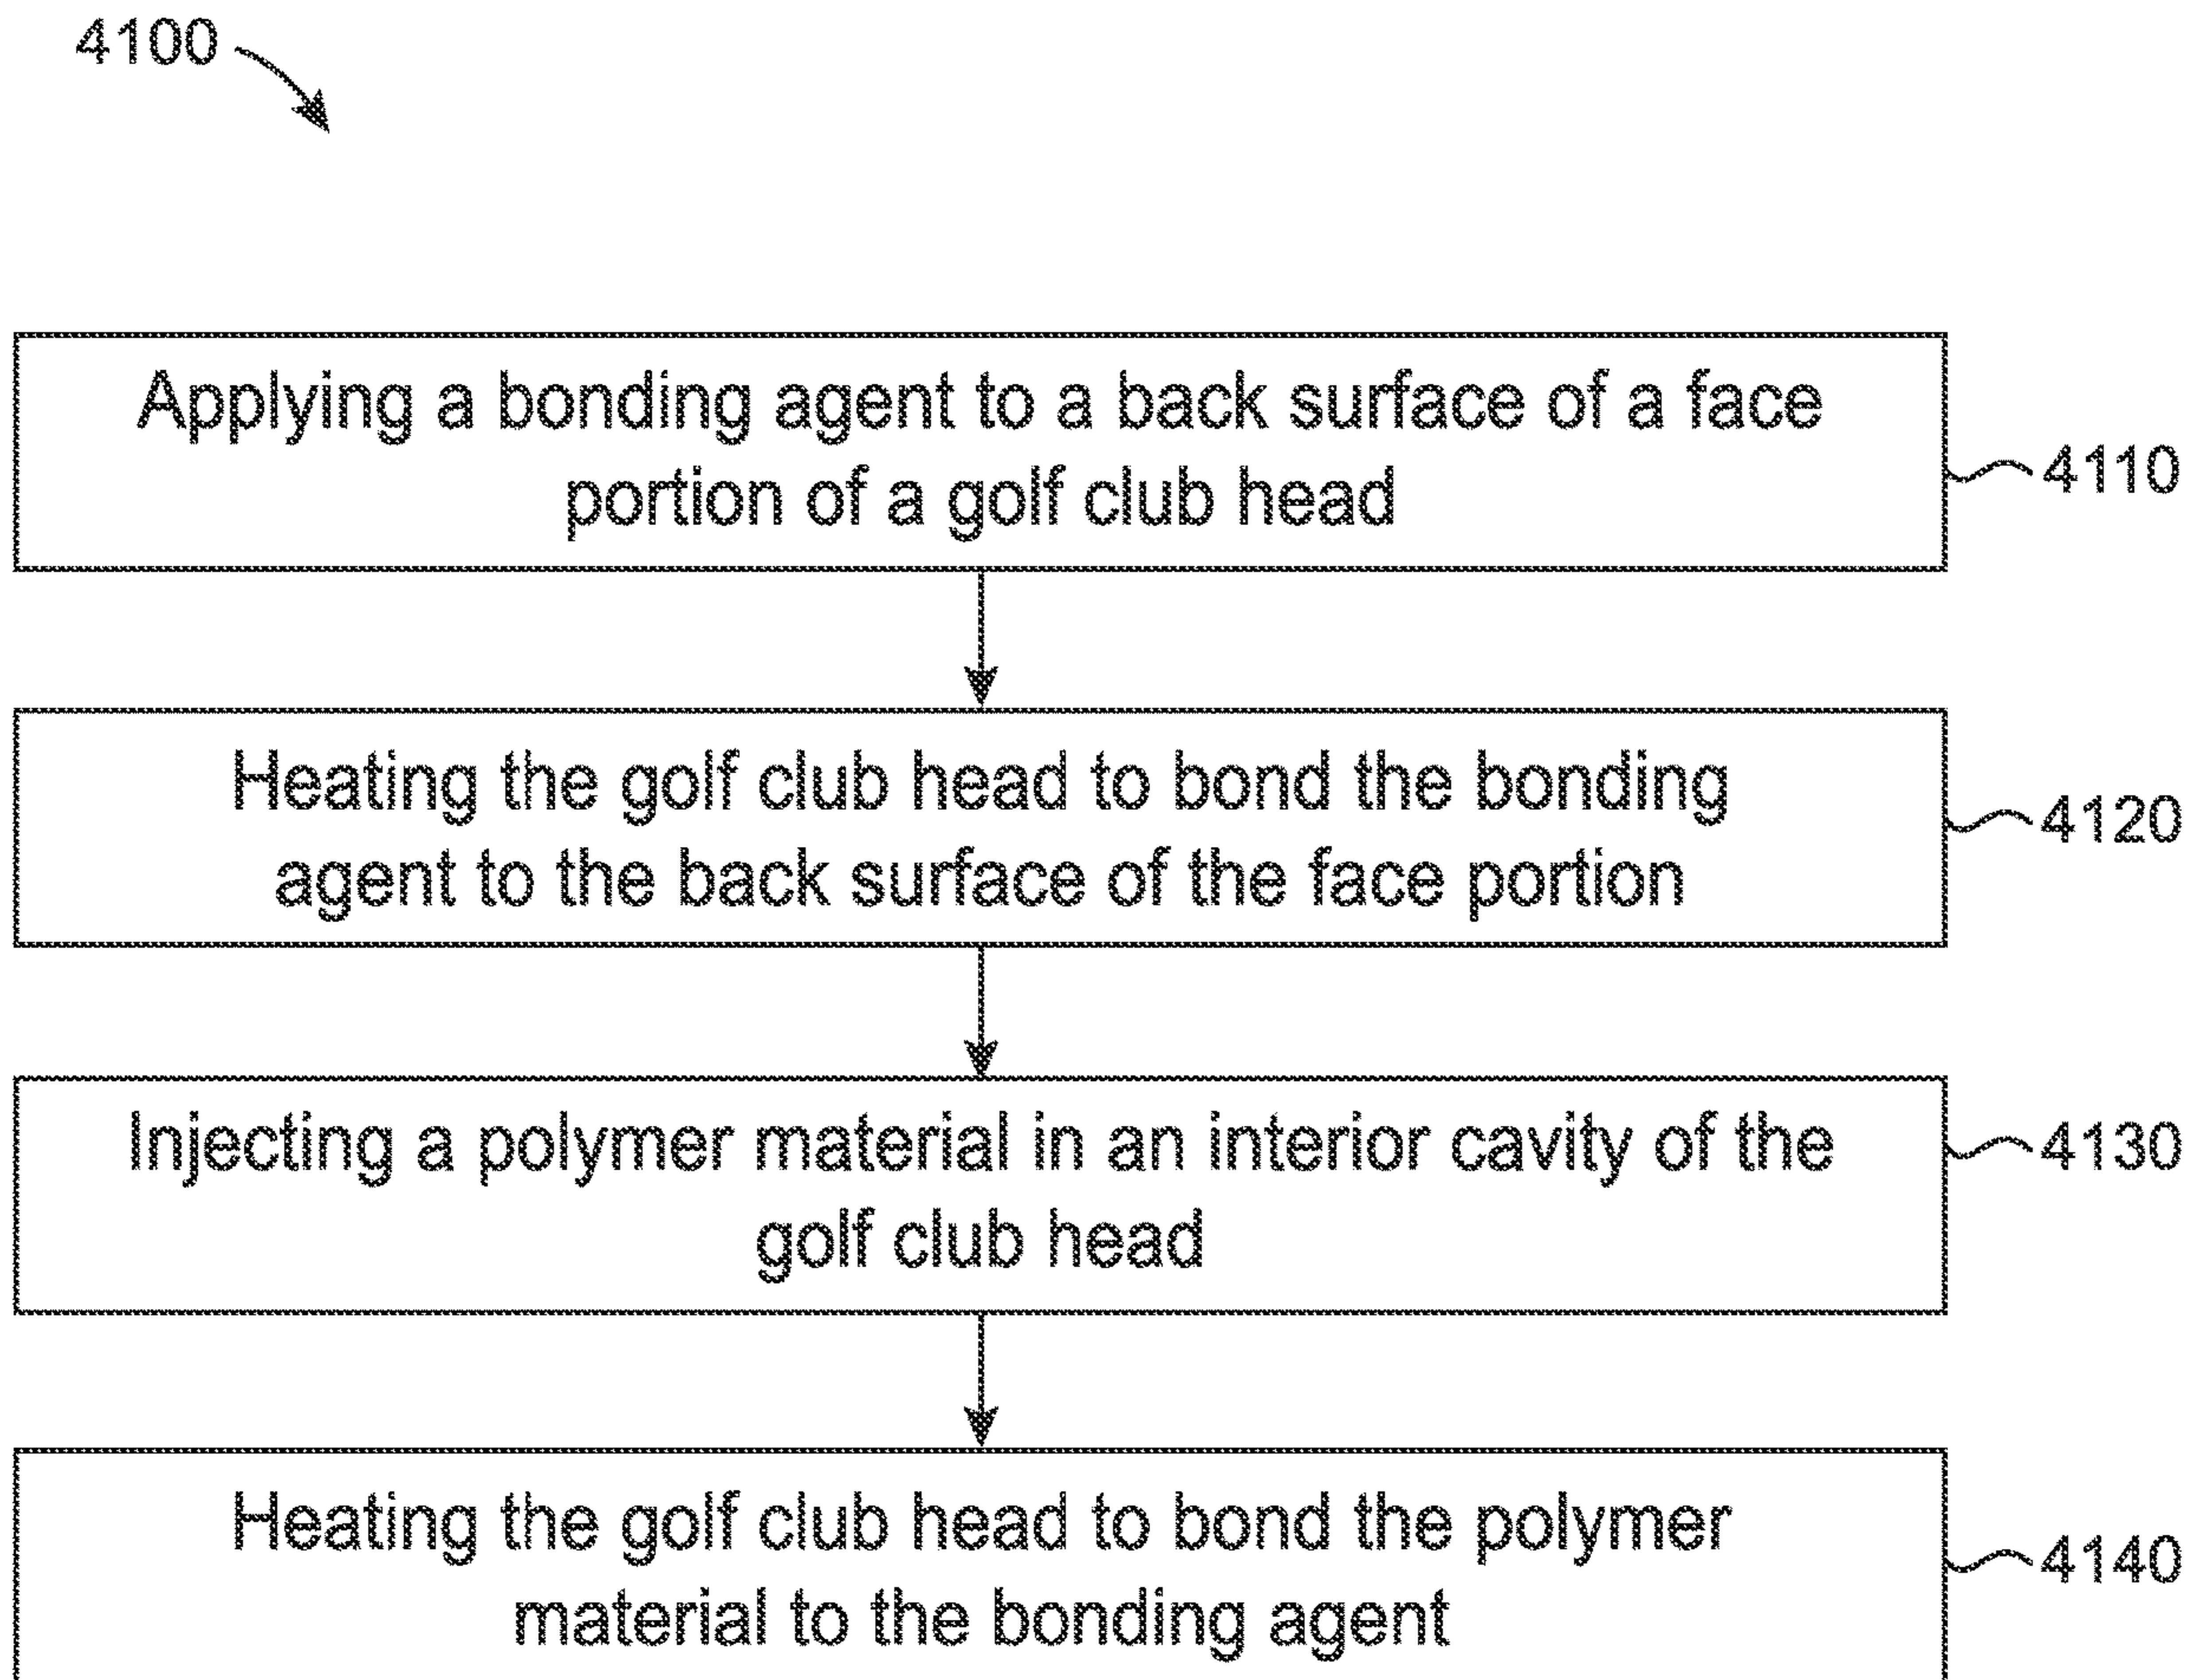 4100
Applying a bonding agent to a back surface of a face
portion of a golf club head
4110
Heating the golf club head to bond the bonding
agent to the back surface of the face portion
4120
Injecting a polymer material in an interior cavity of the
golf club head
4130
Heating the golf club head to bond the polymer
material to the bonding agent
4140